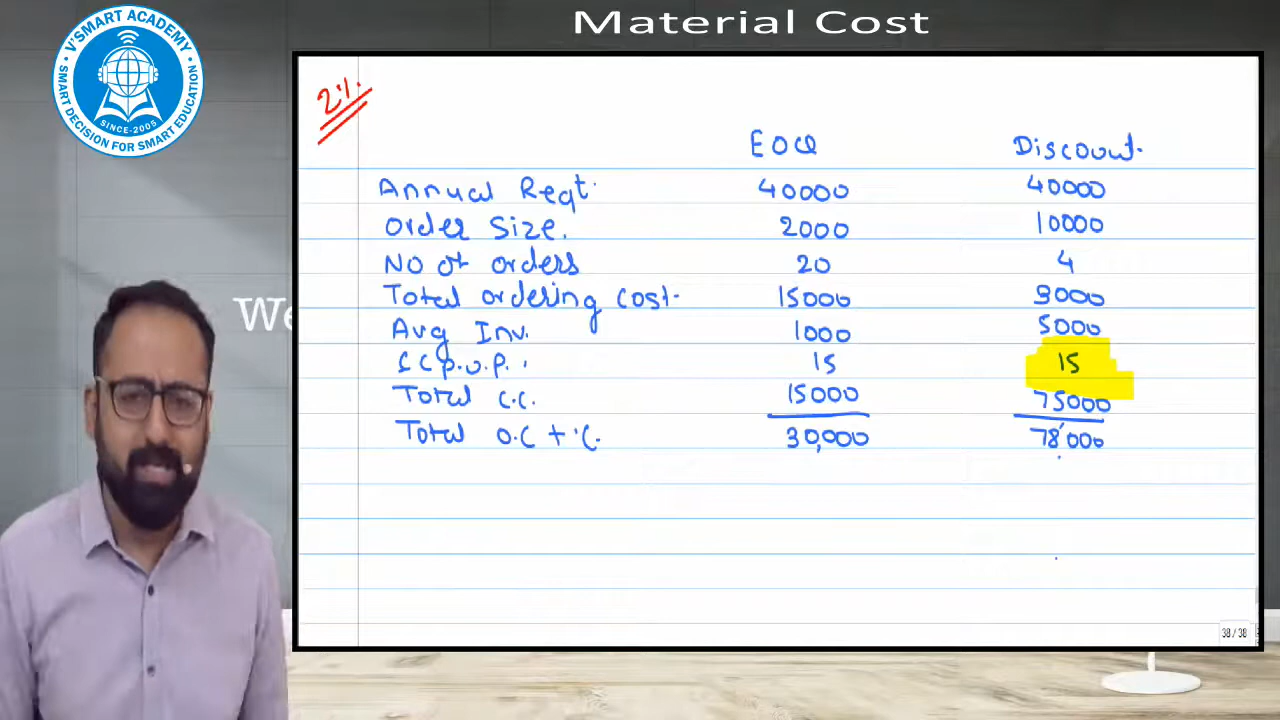 Material Cost
V'SMART ACADEMY
SINCE-2005
SMART DECISION FOR SMART EDUCATION
We
2%
EOQ Discount.
Annual Reqt. 40000 40000
Order Size. 2000 10000
No of orders 20 4
Total ordering cost. 15000 3000
Avg Inv. 1000 5000
C C p.u.p. 15 15
Total C.C. 15000 75000
Total O.C + C. 30,000 78,000
38 / 38